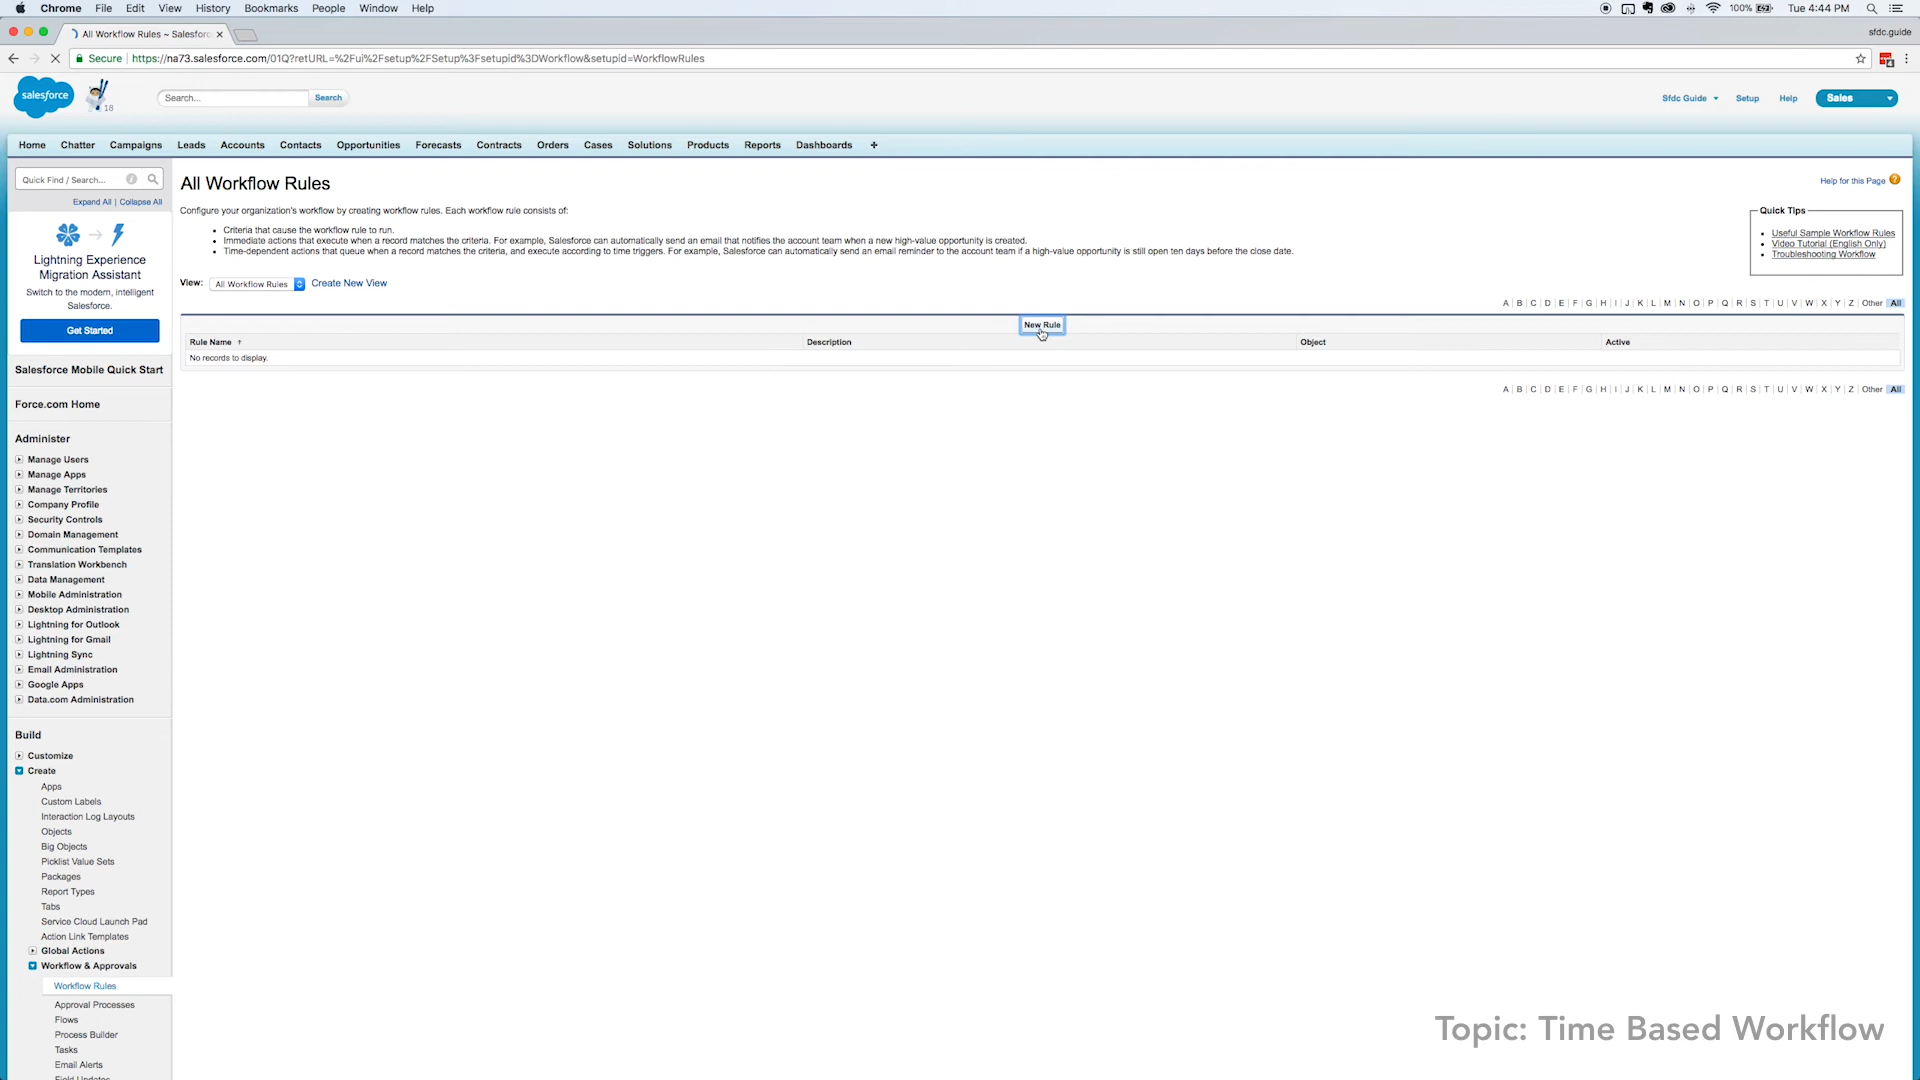 Chrome File Edit View History Bookmarks People Window Help 100% Tue 4:44 PM
All Workflow Rules ~ Salesforc sfdc.guide
Secure https://na73.salesforce.com/01Q?retURL=%2Fui%2Fsetup%2FSetup%3Fsetupid%3DWorkflow&setupid=WorkflowRules
salesforce 18 Search... Search Sfdc Guide Setup Help Sales
Home Chatter Campaigns Leads Accounts Contacts Opportunities Forecasts Contracts Orders Cases Solutions Products Reports Dashboards +
Quick Find / Search...
Expand All | Collapse All
Lightning Experience
Migration Assistant
Switch to the modern, intelligent
Salesforce.
Get Started
Salesforce Mobile Quick Start
Force.com Home
Administer
Manage Users
Manage Apps
Manage Territories
Company Profile
Security Controls
Domain Management
Communication Templates
Translation Workbench
Data Management
Mobile Administration
Desktop Administration
Lightning for Outlook
Lightning for Gmail
Lightning Sync
Email Administration
Google Apps
Data.com Administration
Build
Customize
Create
Apps
Custom Labels
Interaction Log Layouts
Objects
Big Objects
Picklist Value Sets
Packages
Report Types
Tabs
Service Cloud Launch Pad
Action Link Templates
Global Actions
Workflow & Approvals
Workflow Rules
Approval Processes
Flows
Process Builder
Tasks
Email Alerts
Field Updates
All Workflow Rules
Help for this Page ?
Configure your organization's workflow by creating workflow rules. Each workflow rule consists of:
• Criteria that cause the workflow rule to run.
• Immediate actions that execute when a record matches the criteria. For example, Salesforce can automatically send an email that notifies the account team when a new high-value opportunity is created.
• Time-dependent actions that queue when a record matches the criteria, and execute according to time triggers. For example, Salesforce can automatically send an email reminder to the account team if a high-value opportunity is still open ten days before the close date.
Quick Tips
• Useful Sample Workflow Rules
• Video Tutorial (English Only)
• Troubleshooting Workflow
View: All Workflow Rules Create New View
A | B | C | D | E | F | G | H | I | J | K | L | M | N | O | P | Q | R | S | T | U | V | W | X | Y | Z | Other | All
New Rule
Rule Name ↑ Description Object Active
No records to display.
A | B | C | D | E | F | G | H | I | J | K | L | M | N | O | P | Q | R | S | T | U | V | W | X | Y | Z | Other | All
Topic: Time Based Workflow